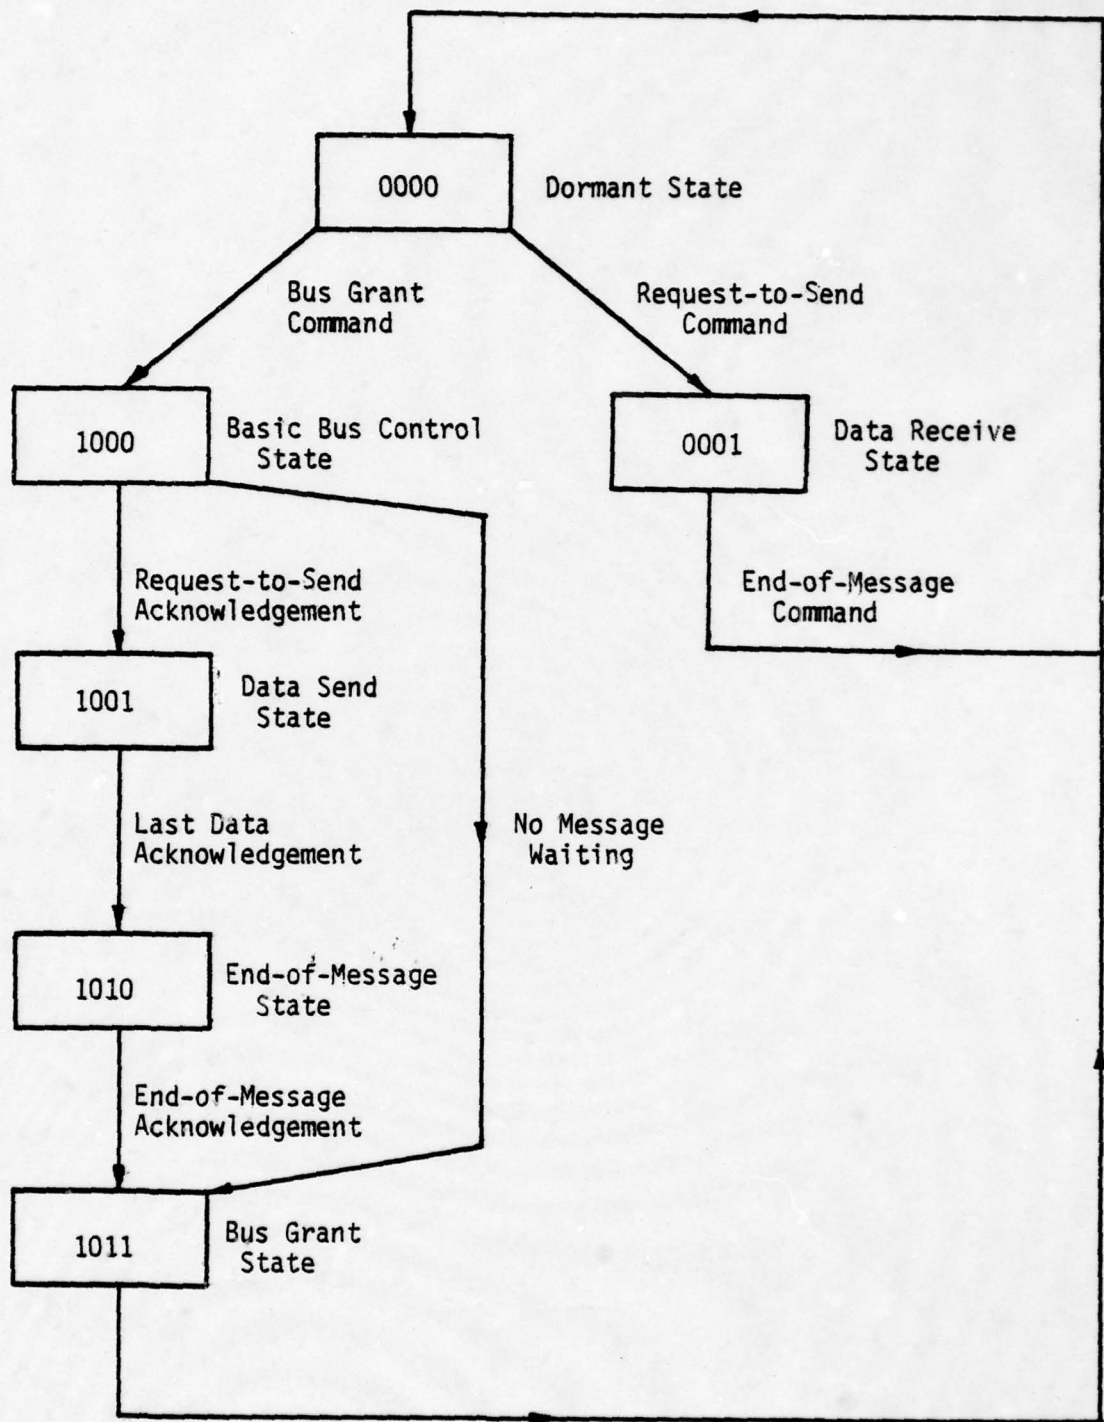 0000
Dormant State
Bus Grant
Command
Request-to-Send
Command
1000
Basic Bus Control
State
0001
Data Receive
State
Request-to-Send
Acknowledgement
End-of-Message
Command
1001
Data Send
State
Last Data
Acknowledgement
No Message
Waiting
1010
End-of-Message
State
End-of-Message
Acknowledgement
1011
Bus Grant
State